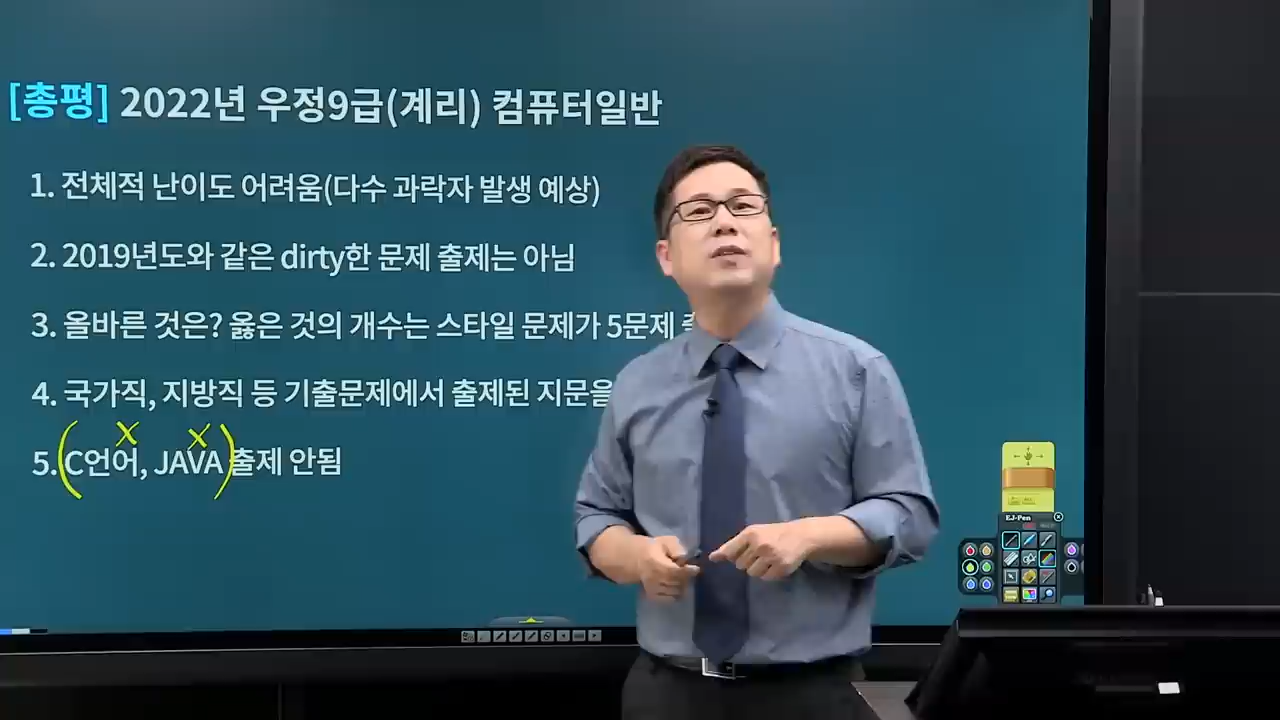 [총평] 2022년 우정9급(계리) 컴퓨터일반
1. 전체적 난이도 어려움(다수 과락자 발생 예상)
2. 2019년도와 같은 dirty한 문제 출제는 아님
3. 올바른 것은? 옳은 것의 개수는 스타일 문제가 5문제
4. 국가직, 지방직 등 기출문제에서 출제된 지문을
5. (C언어, JAVA) 출제 안됨
x x
EJ-Pen